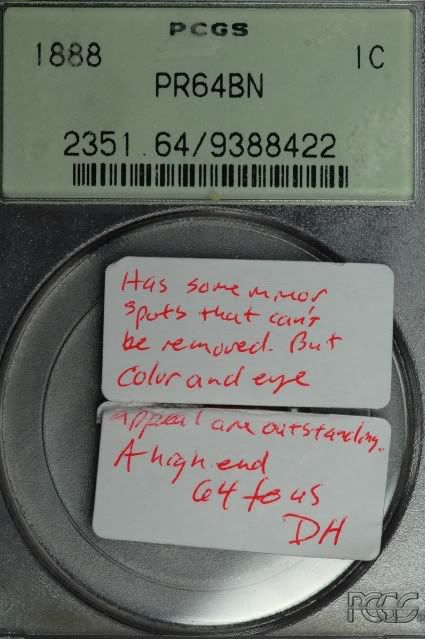 PCGS
1888 1C
PR64BN
2351.64/9388422
Has some minor
spots that can't
be removed. But
Color and eye
appeal are outstanding.
A high end
64 to us
DH
PCGS